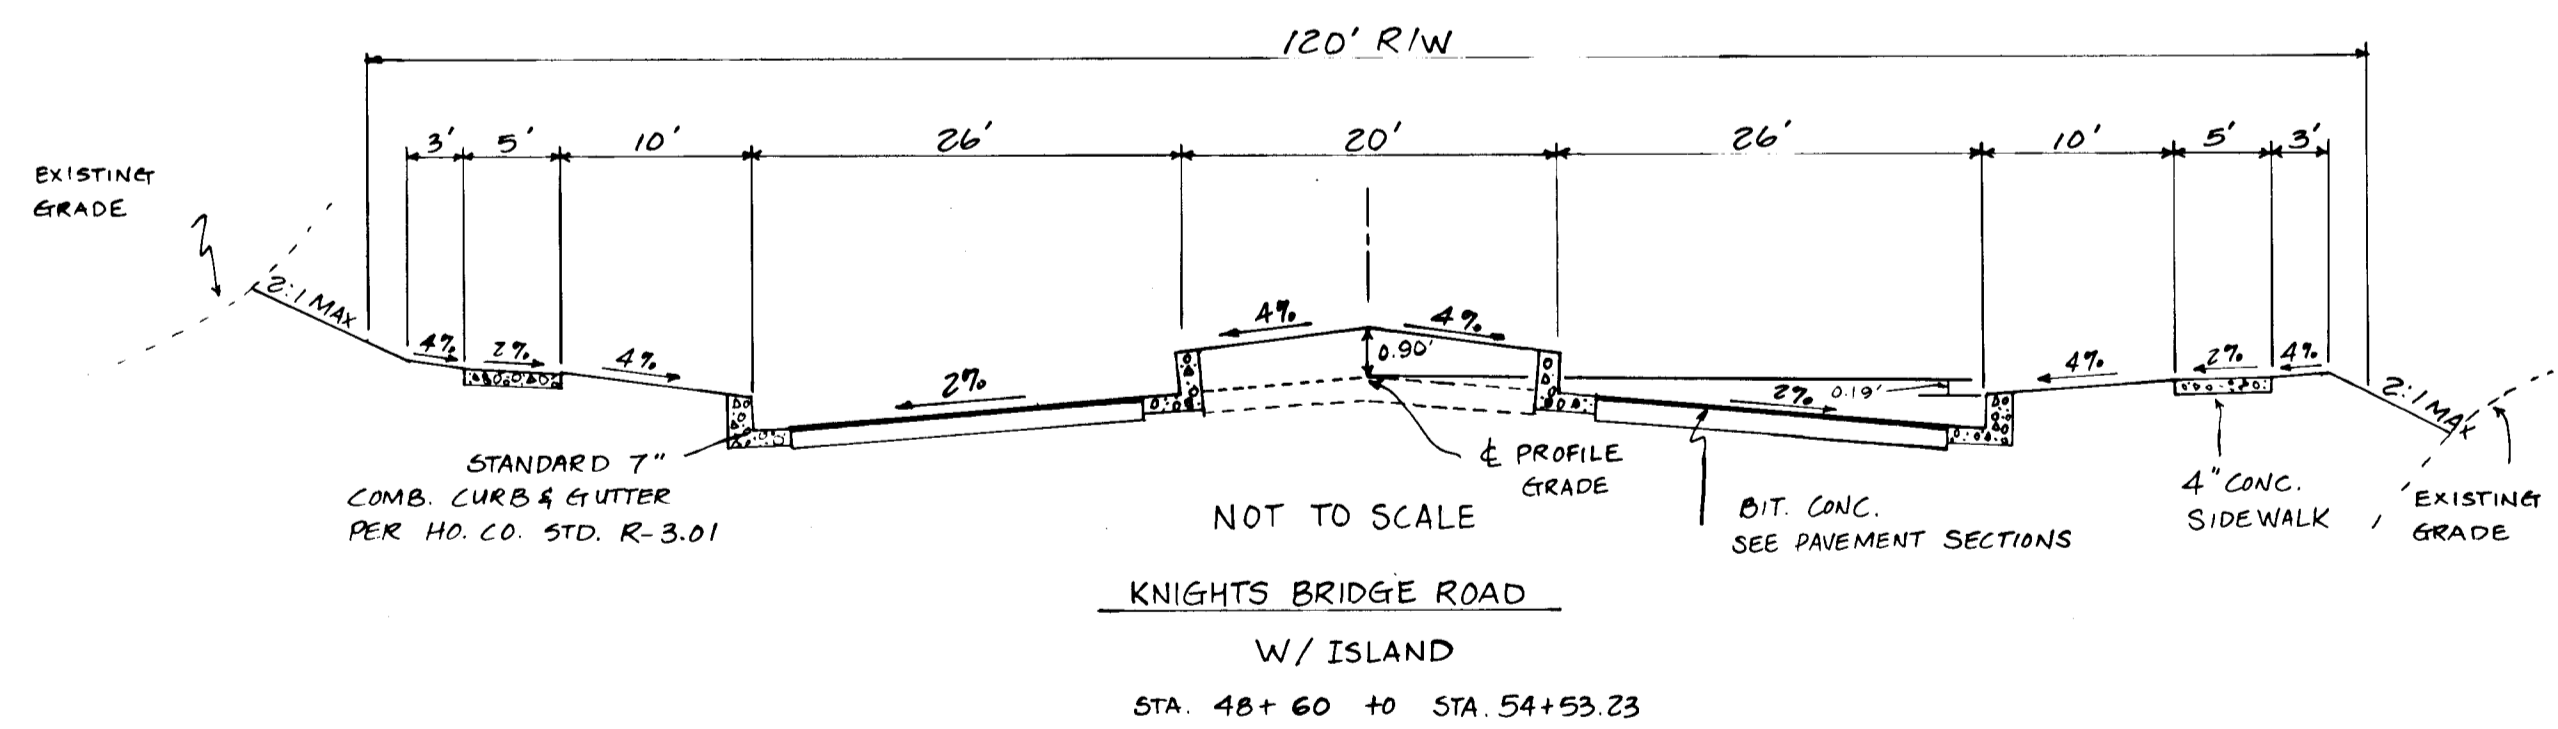 120' R/W
3' 5' 10' 26' 20' 26' 10' 5' 3'
EXISTING
GRADE
2:1 MAX
4% 2% 4%
2%
4% 4%
0.90'
2% 0.19'
4% 2% 4%
2:1 MAX
STANDARD 7"
COMB. CURB & GUTTER
PER HO. CO. STD. R-3.01
℄ PROFILE
GRADE
BIT. CONC.
SEE PAVEMENT SECTIONS
4" CONC.
SIDEWALK
EXISTING
GRADE
NOT TO SCALE
KNIGHTS BRIDGE ROAD
W/ ISLAND
STA. 48+60 to STA. 54+53.23